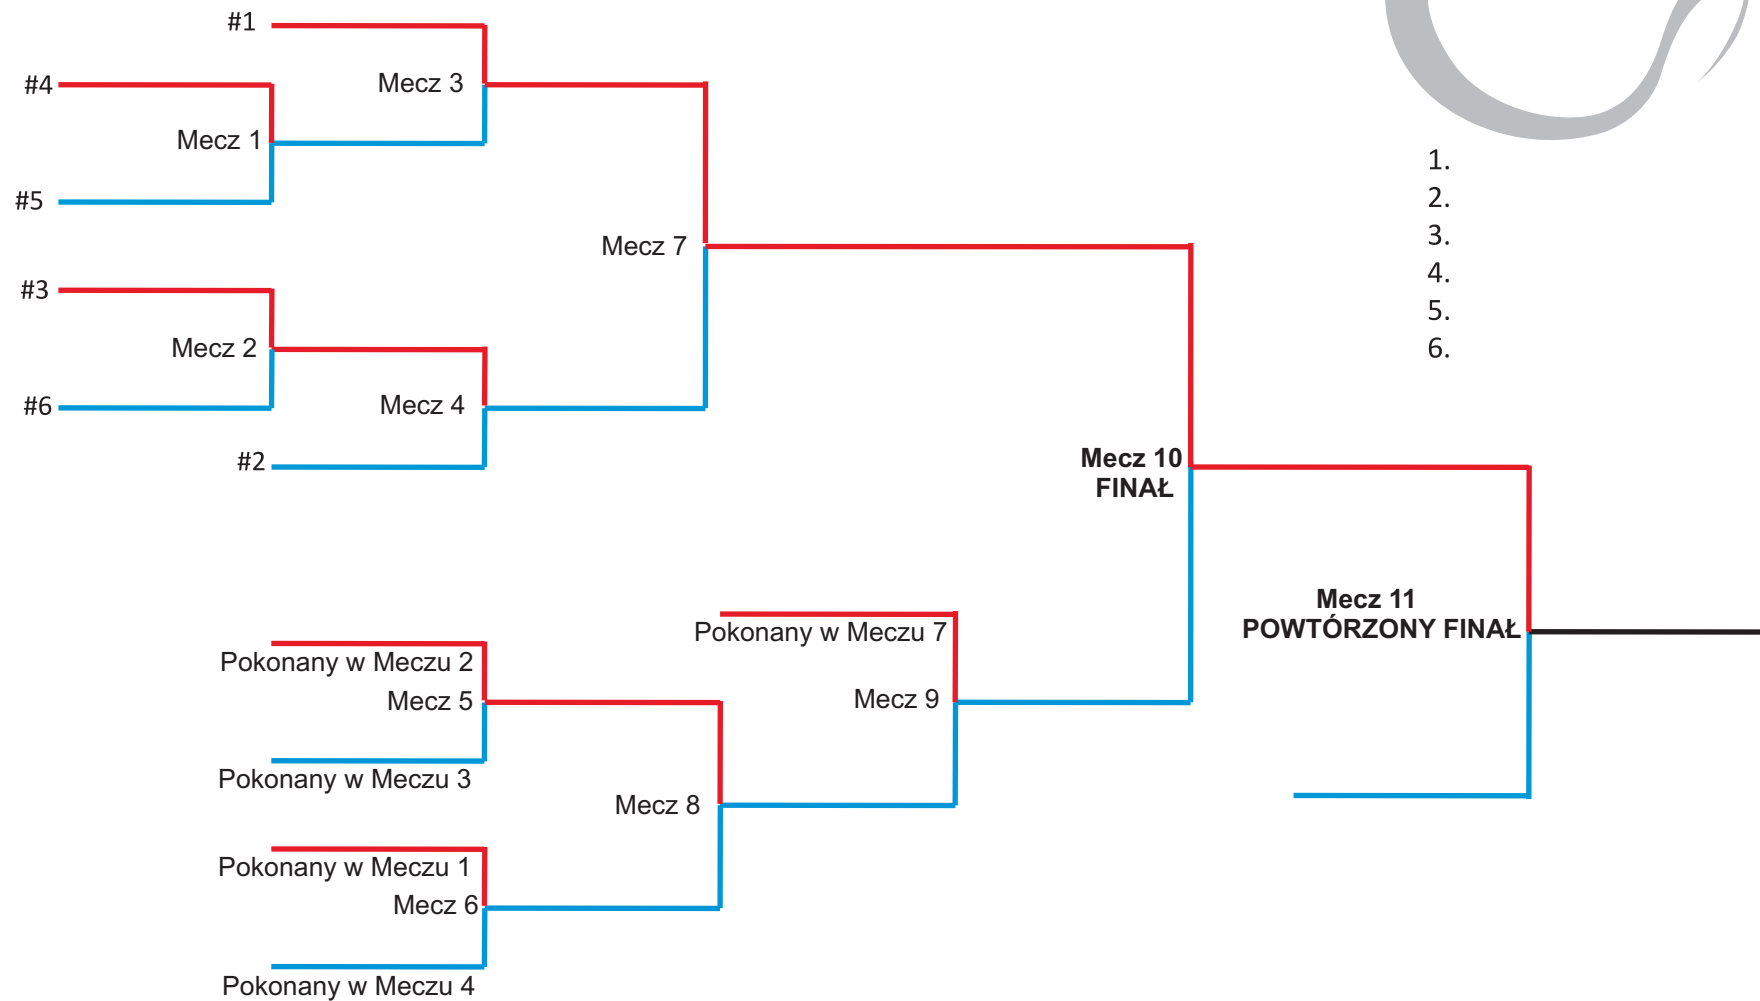 #1
#4
Mecz 3
Mecz 1
#5
#3
Mecz 7
Mecz 2
#6
Mecz 4
#2
1.
2.
3.
4.
5.
6.
Mecz 10
FINAŁ
Mecz 11
POWTÓRZONY FINAŁ
Pokonany w Meczu 7
Pokonany w Meczu 2
Mecz 5
Mecz 9
Pokonany w Meczu 3
Mecz 8
Pokonany w Meczu 1
Mecz 6
Pokonany w Meczu 4